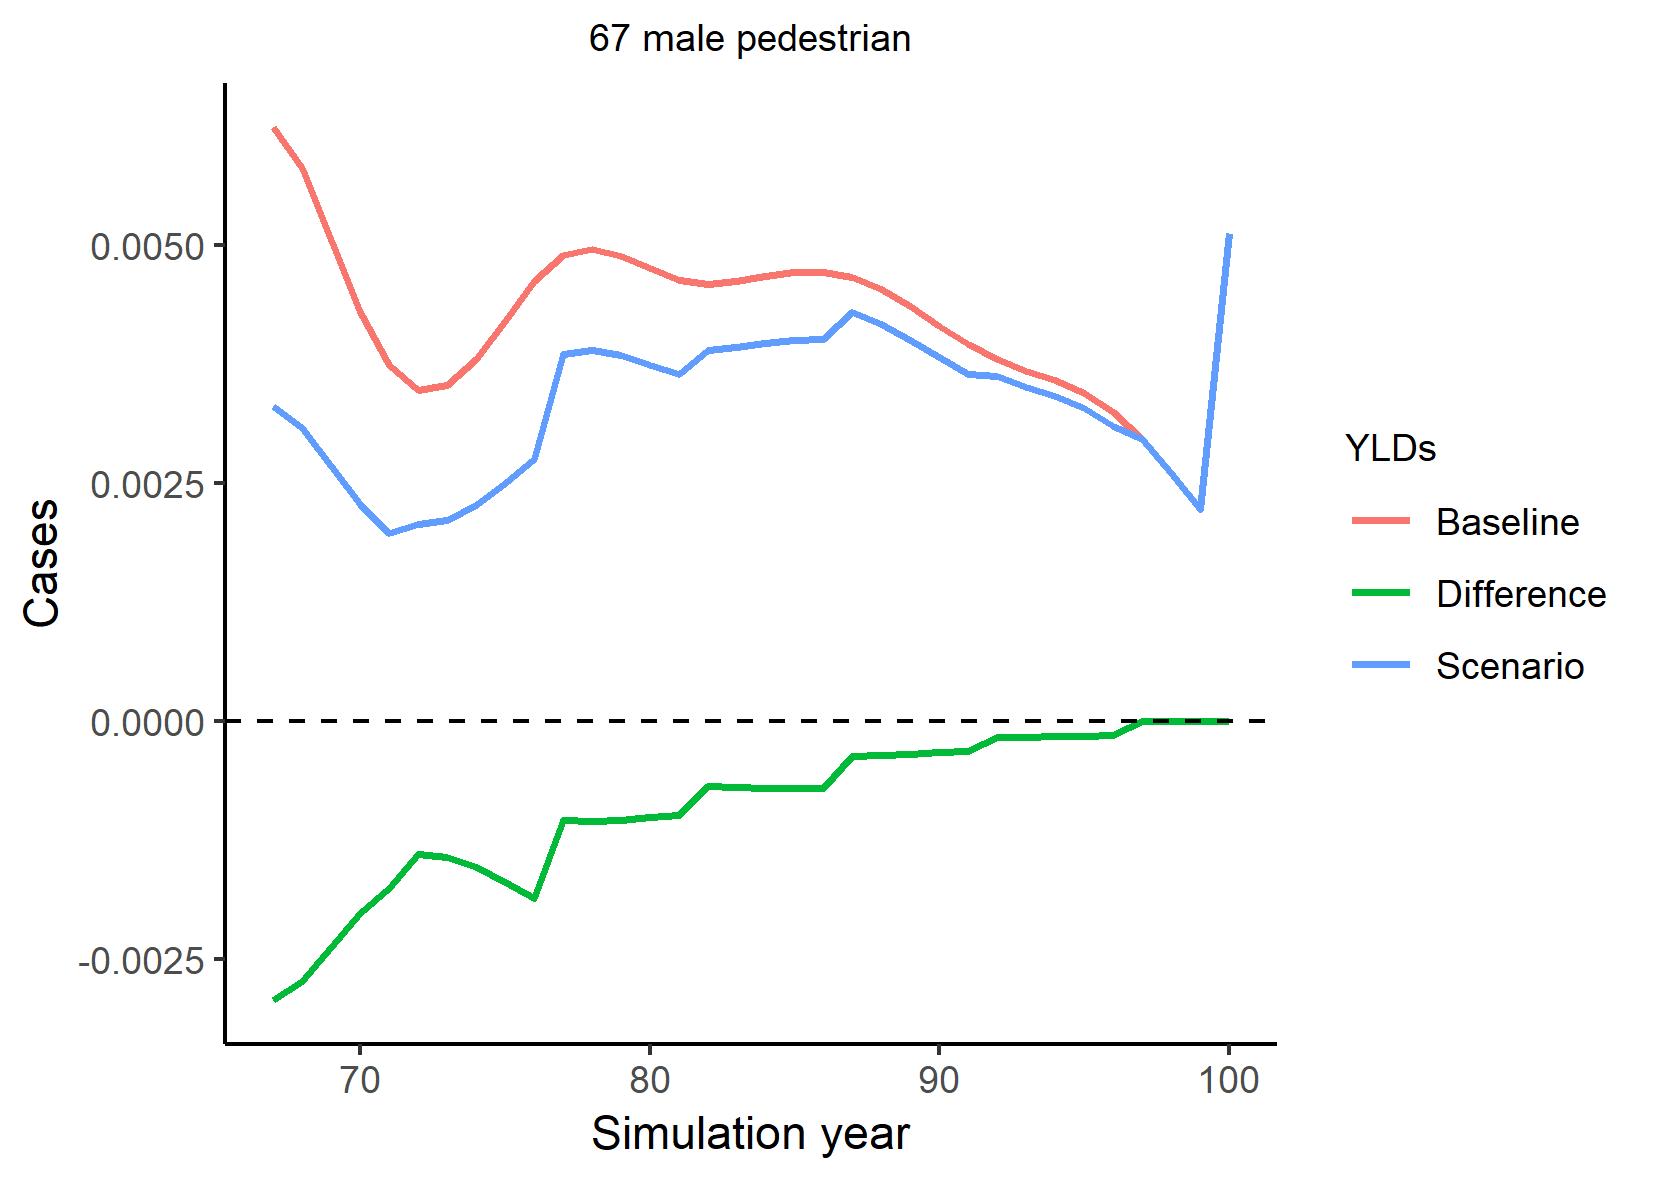 67 male pedestrian
0.0050
0.0025
0.0000
-0.0025
Cases
70 80 90 100
Simulation year
YLDs
Baseline
Difference
Scenario